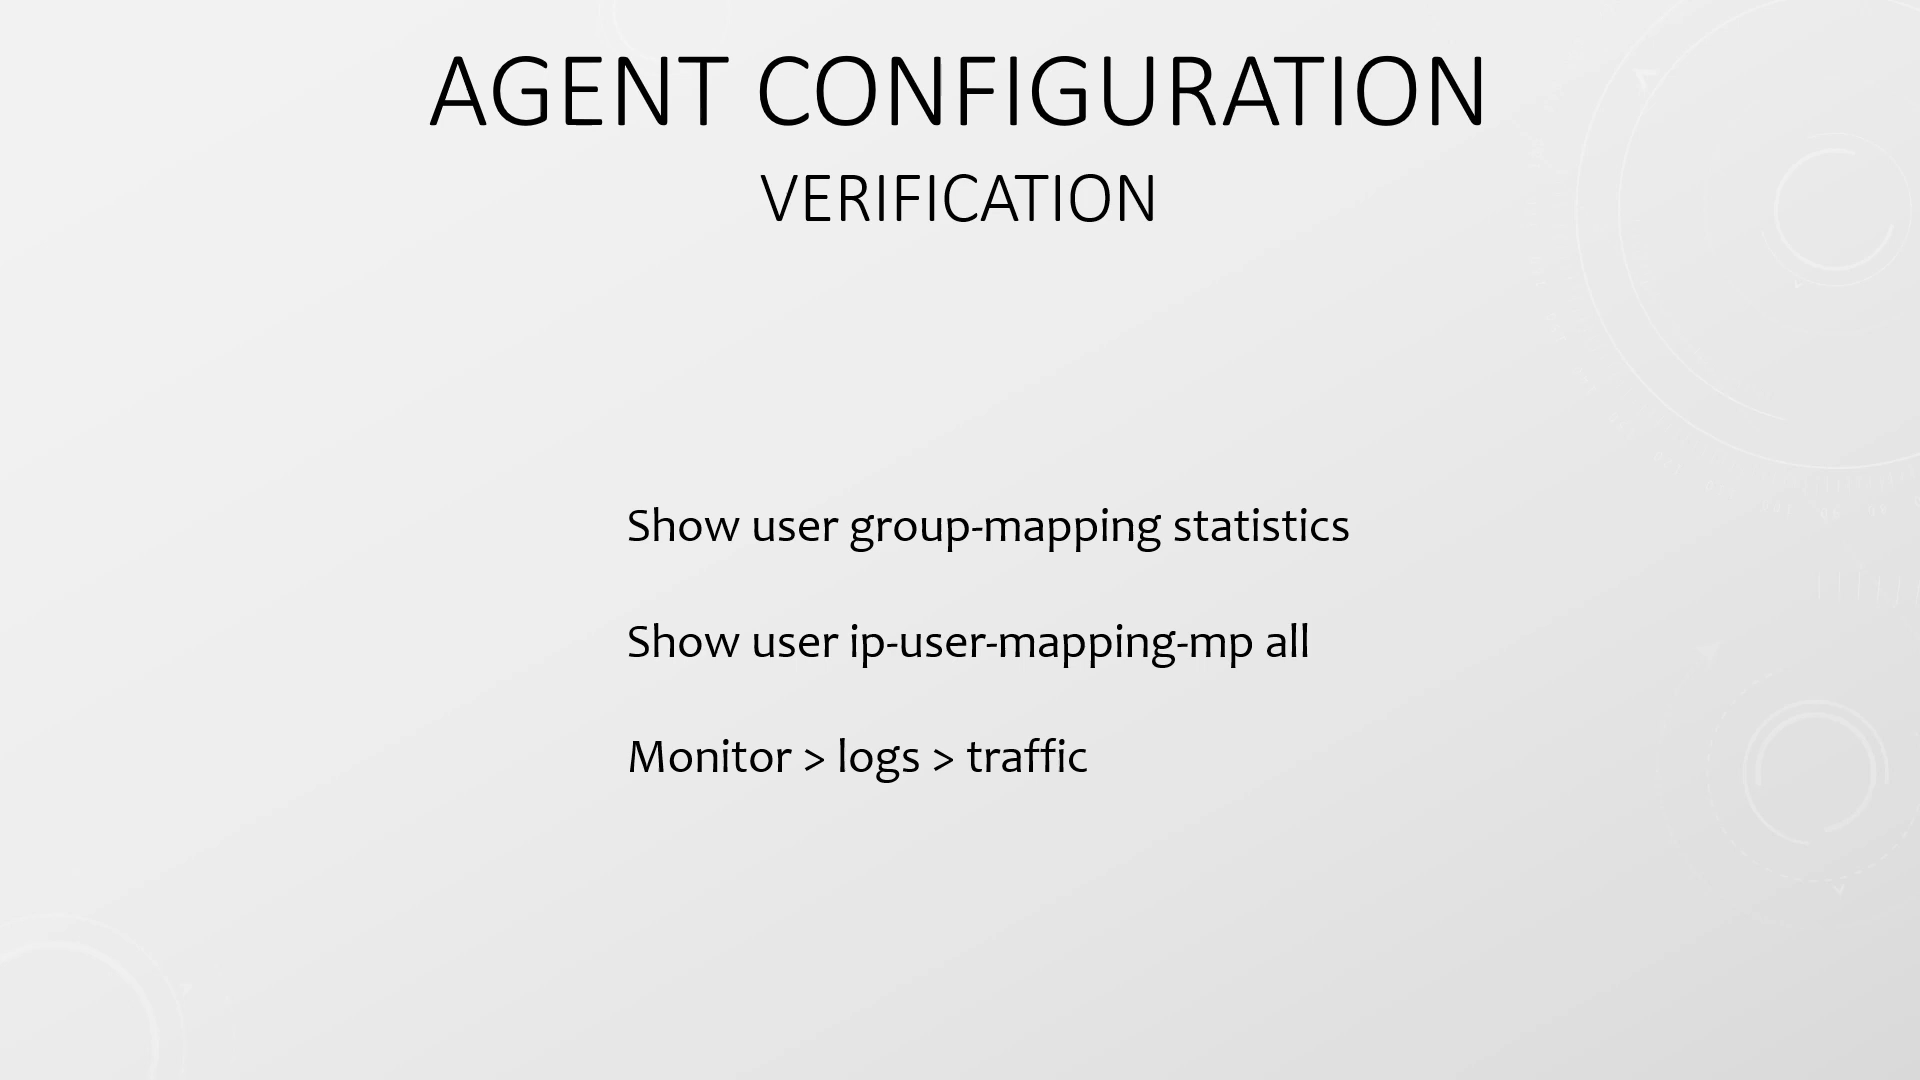 AGENT CONFIGURATION
VERIFICATION
Show user group-mapping statistics
Show user ip-user-mapping-mp all
Monitor > logs > traffic